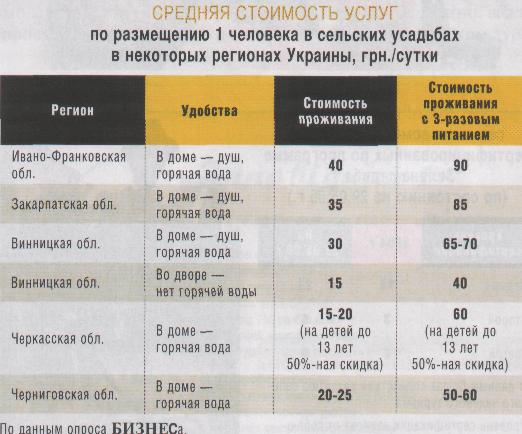 СРЕДНЯЯ СТОИМОСТЬ УСЛУГ
по размещению 1 человека в сельских усадьбах
в некоторых регионах Украины, грн./сутки
Регион Удобства Стоимость проживания Стоимость проживания с 3-разовым питанием
Ивано-Франковская обл. В доме — душ, горячая вода 40 90
Закарпатская обл. В доме — душ, горячая вода 35 85
Винницкая обл. В доме — душ, горячая вода 30 65-70
Винницкая обл. Во дворе — нет горячей воды 15 40
Черкасская обл. В доме — горячая вода 15-20 (на детей до 13 лет 50%-ная скидка) 60 (на детей до 13 лет 50%-ная скидка)
Черниговская обл. В доме — горячая вода 20-25 50-60
По данным опроса БИЗНЕСа.